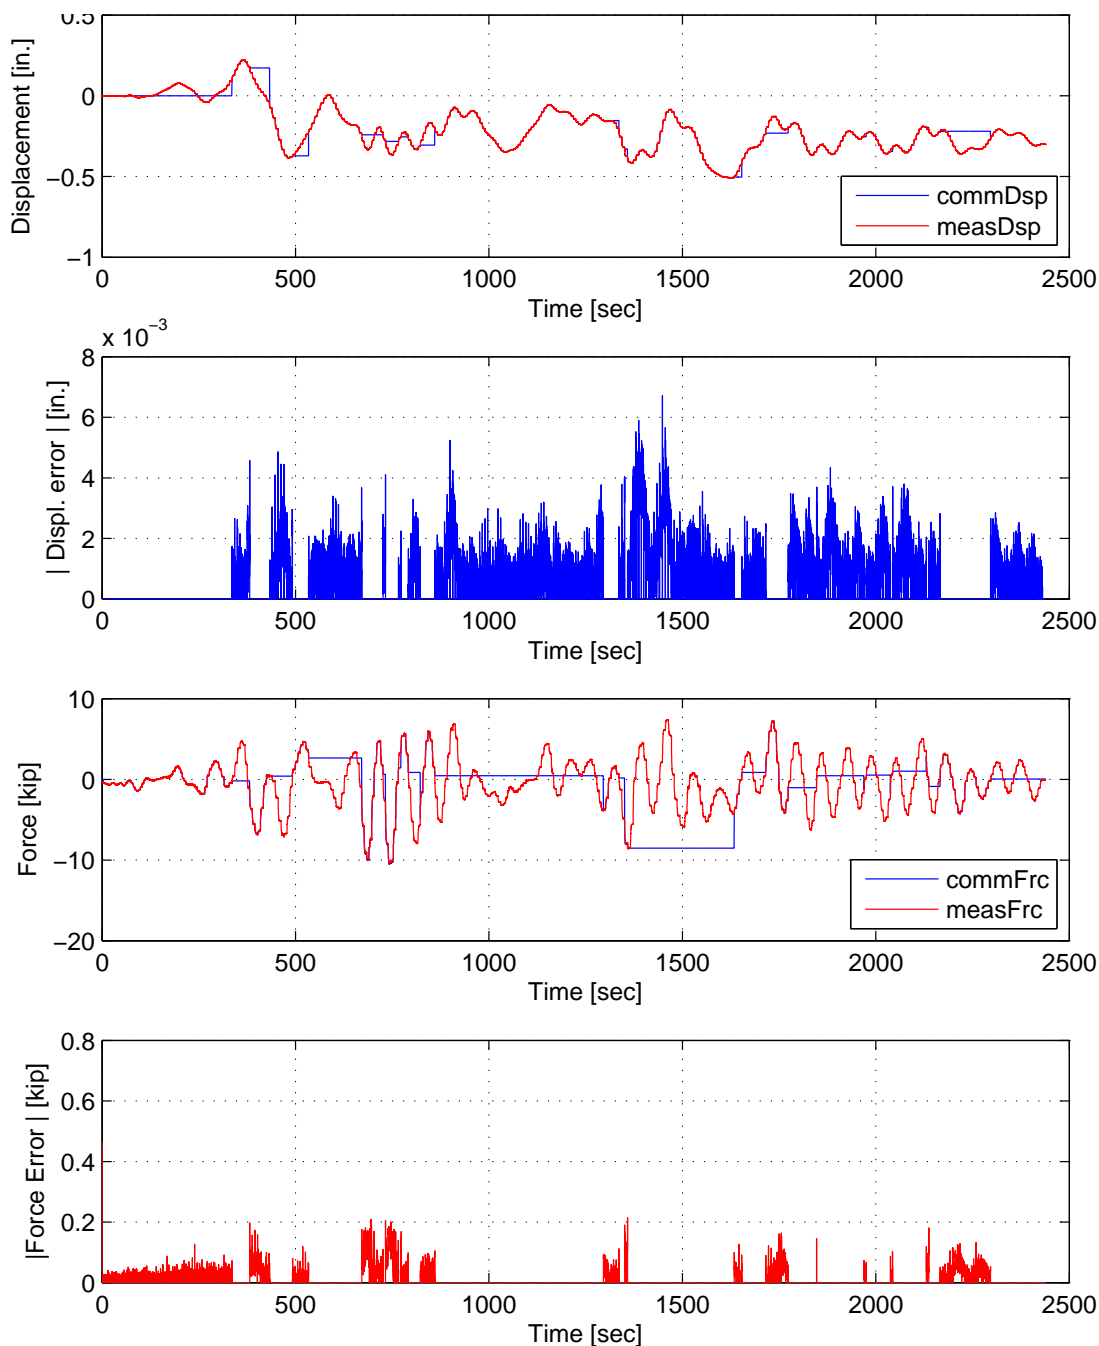 0.5
0
−0.5
−1
Displacement [in.]
commDsp
measDsp
0 500 1000 1500 2000 2500
Time [sec]
x 10−3
8
6
4
2
0
| Displ. error | [in.]
0 500 1000 1500 2000 2500
Time [sec]
10
0
−10
−20
Force [kip]
commFrc
measFrc
0 500 1000 1500 2000 2500
Time [sec]
0.8
0.6
0.4
0.2
0
|Force Error | [kip]
0 500 1000 1500 2000 2500
Time [sec]